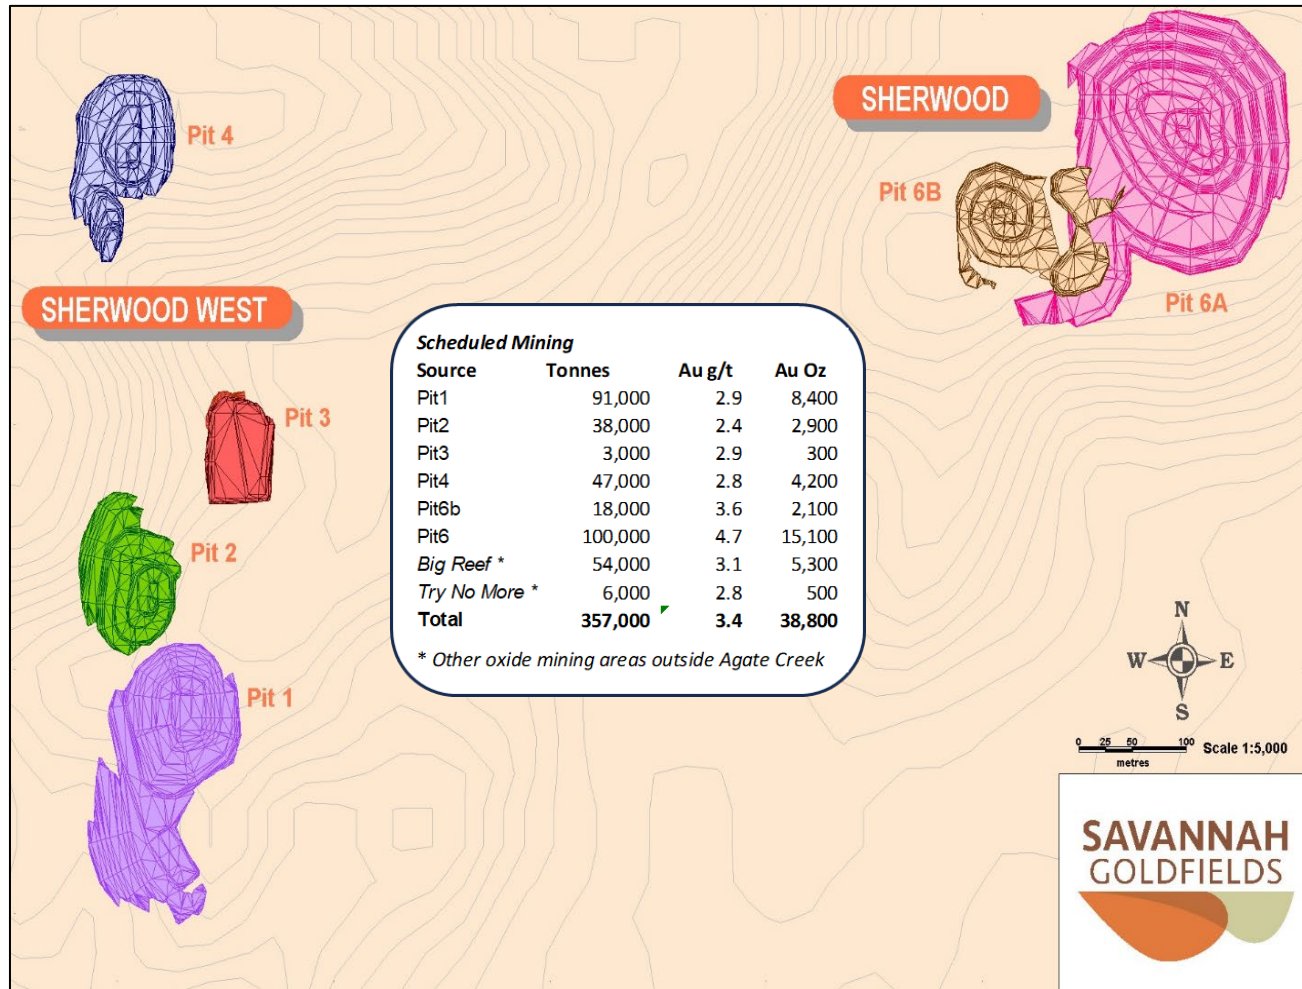 Pit 4
SHERWOOD
Pit 6B
Pit 6A
SHERWOOD WEST
Pit 3
Pit 2
Pit 1
Scheduled Mining
Source Tonnes Au g/t Au Oz
Pit1 91,000 2.9 8,400
Pit2 38,000 2.4 2,900
Pit3 3,000 2.9 300
Pit4 47,000 2.8 4,200
Pit6b 18,000 3.6 2,100
Pit6 100,000 4.7 15,100
Big Reef * 54,000 3.1 5,300
Try No More * 6,000 2.8 500
Total 357,000 3.4 38,800
* Other oxide mining areas outside Agate Creek
N
W E
S
0 25 50 100
metres
Scale 1:5,000
SAVANNAH
GOLDFIELDS